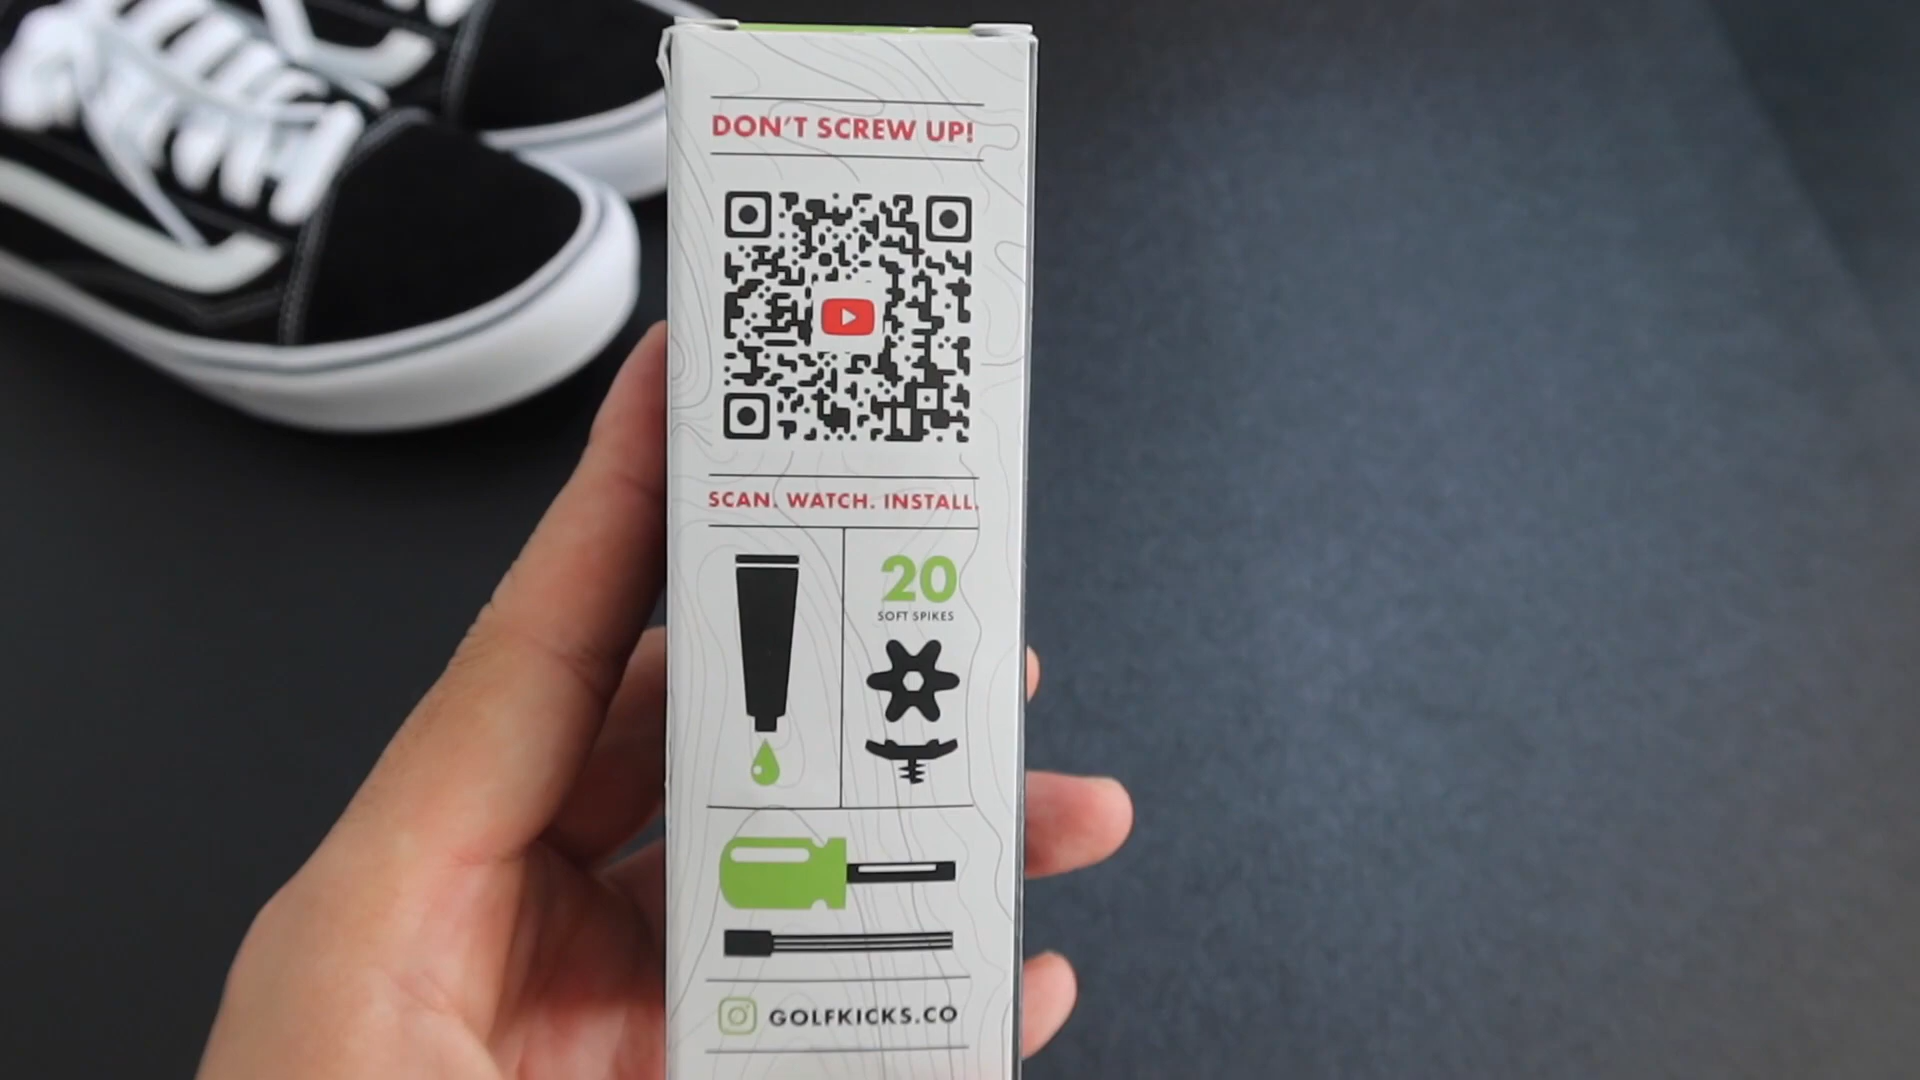 DON'T SCREW UP!
SCAN. WATCH. INSTALL.
20
SOFT SPIKES
GOLFKICKS.CO